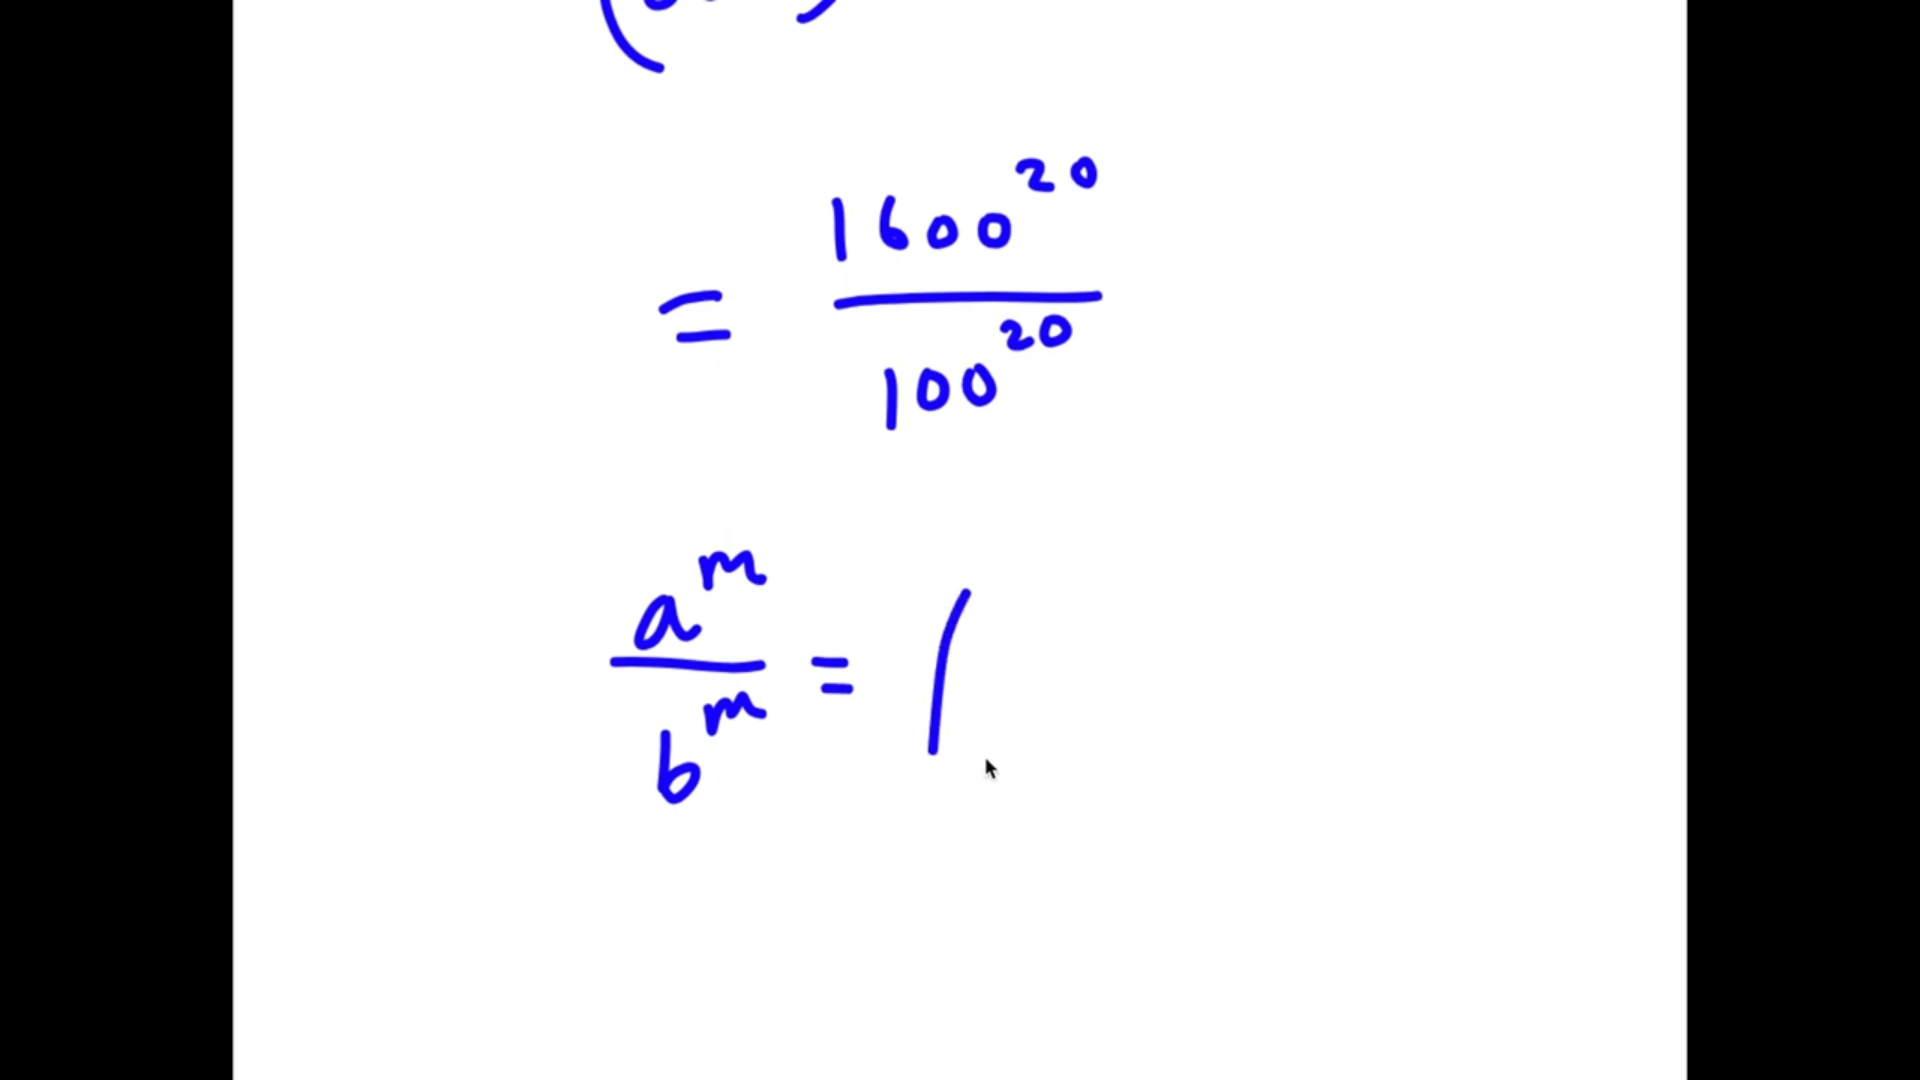 = 1600^20 / 100^20
a^m / b^m = (